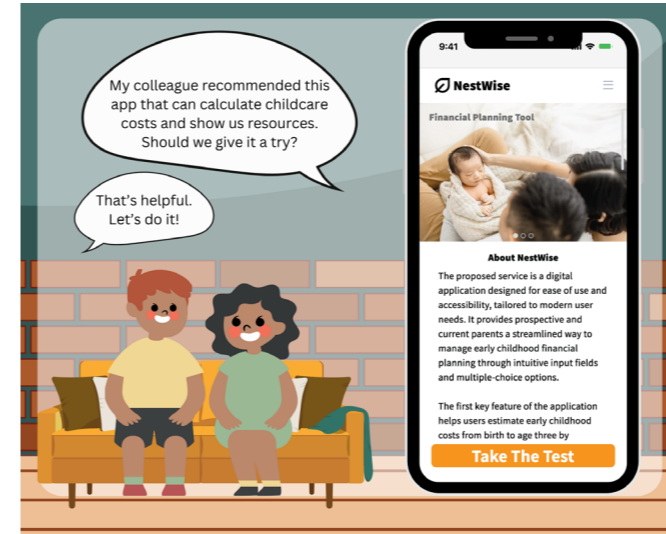 My colleague recommended this
app that can calculate childcare
costs and show us resources.
Should we give it a try?
That's helpful.
Let's do it!
9:41
NestWise
Financial Planning Tool
About NestWise
The proposed service is a digital
application designed for ease of use and
accessibility, tailored to modern user
needs. It provides prospective and
current parents a streamlined way to
manage early childhood financial
planning through intuitive input fields
and multiple-choice options.
The first key feature of the application
helps users estimate early childhood
costs from birth to age three by
Take The Test